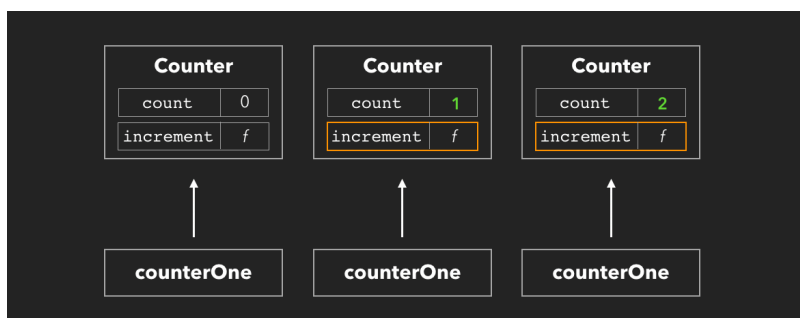 Counter
count 0
increment f
counterOne
Counter
count 1
increment f
counterOne
Counter
count 2
increment f
counterOne